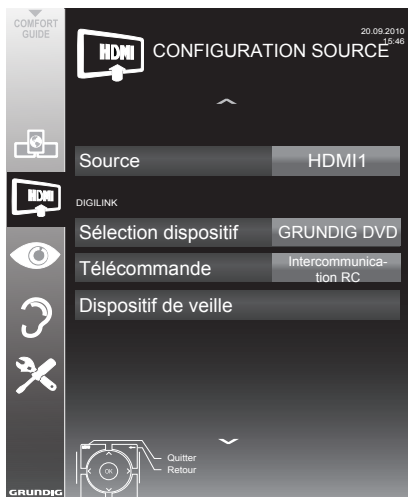 COMFORT
GUIDE
HDMI
CONFIGURATION SOURCE
20.09.2010
15:46
Source
HDMI1
HDMI
DIGILINK
Sélection dispositif
GRUNDIG DVD
Télécommande
Intercommunica-
tion RC
Dispositif de veille
Quitter
Retour
OK
GRUNDIG